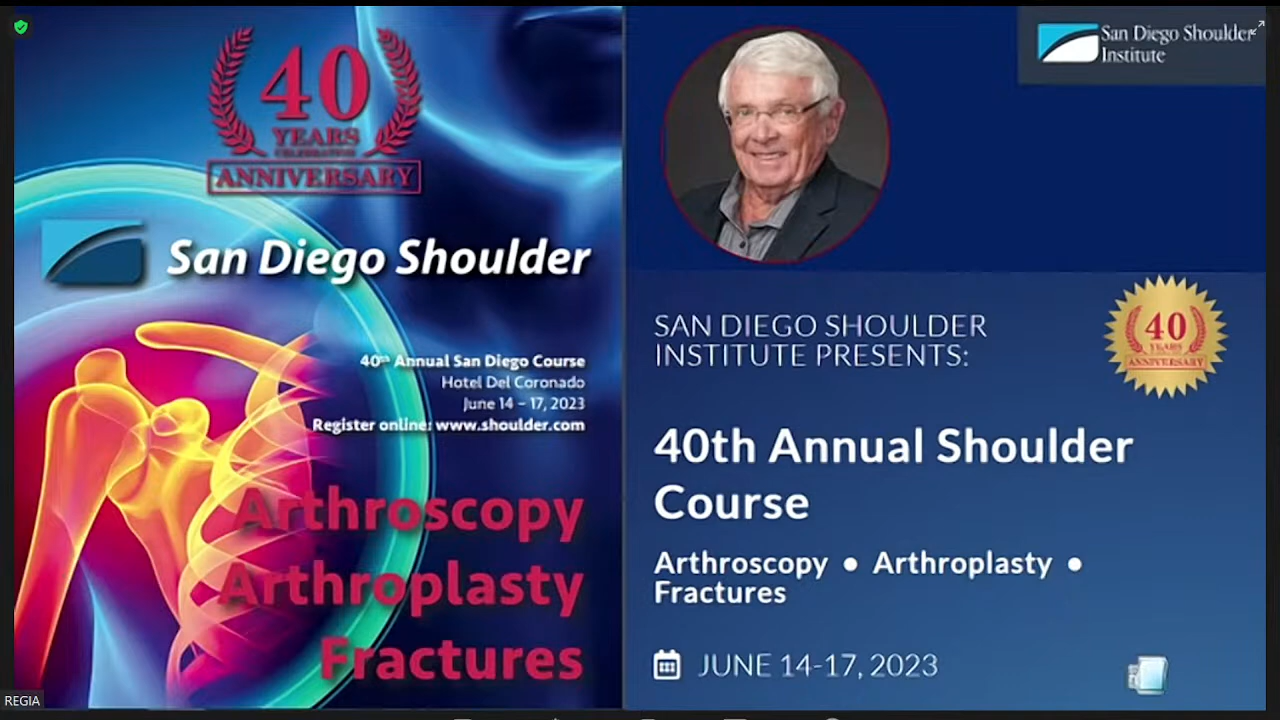 40
YEARS
CELEBRATION
ANNIVERSARY
San Diego Shoulder
40th Annual San Diego Course
Hotel Del Coronado
June 14 – 17, 2023
Register online: www.shoulder.com
Arthroscopy
Arthroplasty
Fractures
REGIA
San Diego Shoulder
Institute
SAN DIEGO SHOULDER
INSTITUTE PRESENTS:
40
YEARS
ANNIVERSARY
40th Annual Shoulder
Course
Arthroscopy ● Arthroplasty ●
Fractures
JUNE 14-17, 2023